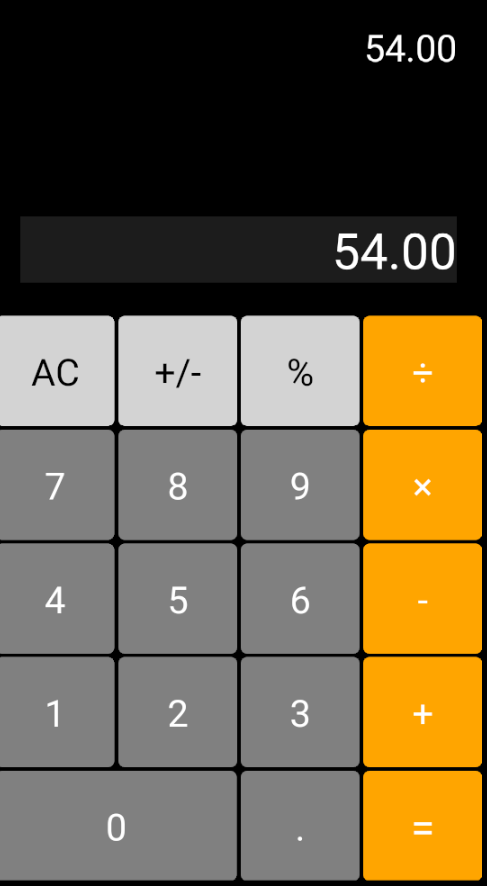 54.00
54.00
AC +/- % ÷
7 8 9 ×
4 5 6 -
1 2 3 +
0 . =